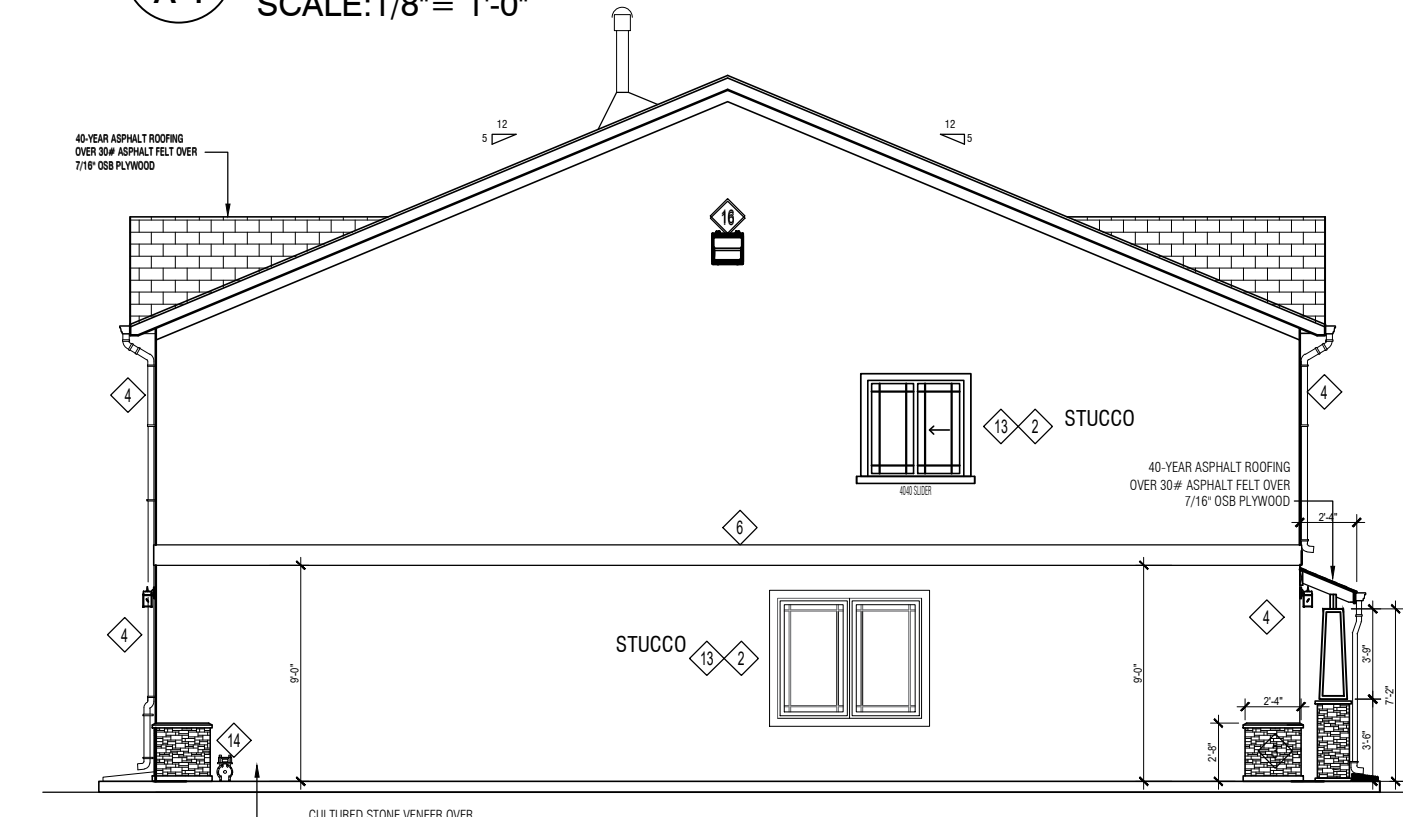 A-4
SCALE:1/8"= 1'-0"
40-YEAR ASPHALT ROOFING
OVER 30# ASPHALT FELT OVER
7/16" OSB PLYWOOD
12
5
12
5
16
4
4
13 2 STUCCO
4040 SLIDER
40-YEAR ASPHALT ROOFING
OVER 30# ASPHALT FELT OVER
7/16" OSB PLYWOOD
2'-4"
6
4
STUCCO 13 2
4
9'-0"
9'-0"
3'-9"
7'-2"
3'-6"
2'-4"
2'-8"
14
CULTURED STONE VENEER OVER